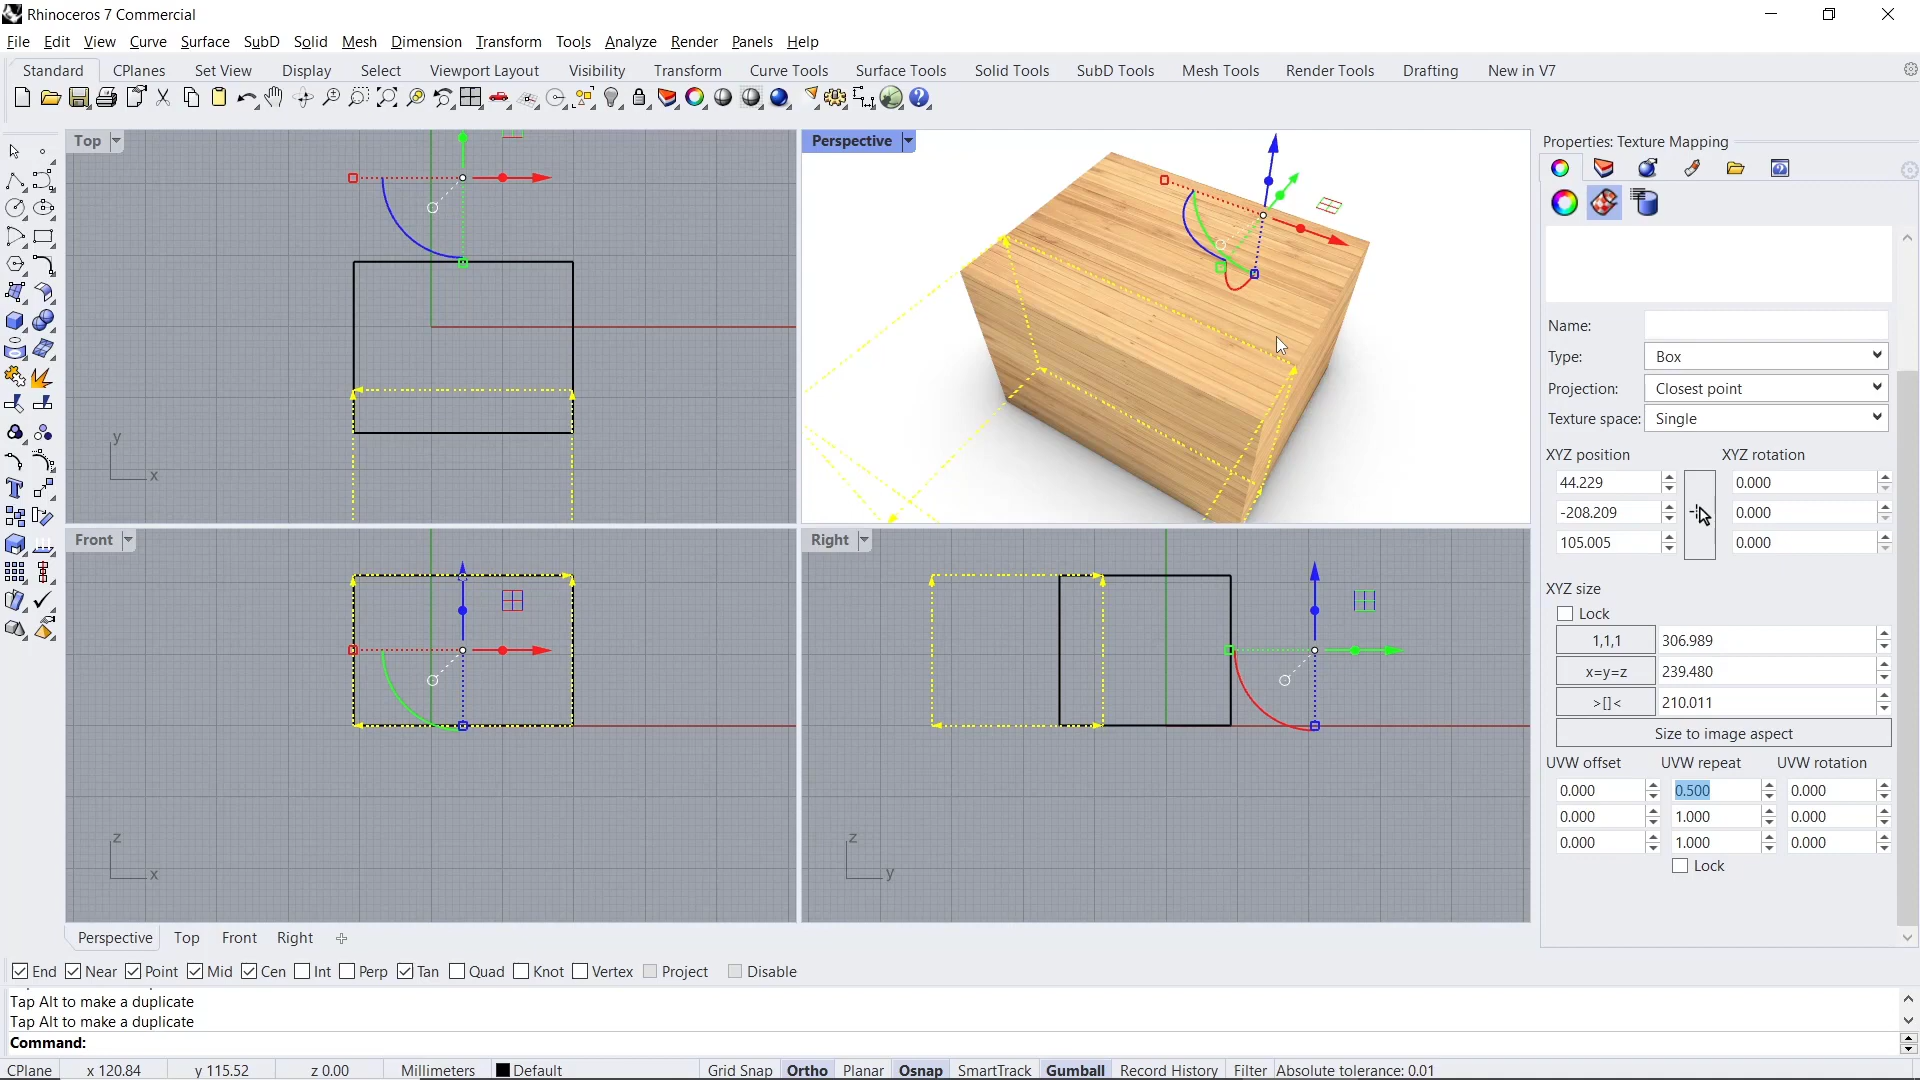 Rhinoceros 7 Commercial
File Edit View Curve Surface SubD Solid Mesh Dimension Transform Tools Analyze Render Panels Help
Standard CPlanes Set View Display Select Viewport Layout Visibility Transform Curve Tools Surface Tools Solid Tools SubD Tools Mesh Tools Render Tools Drafting New in V7
Top
y
x
Perspective
Front
z
x
Right
z
y
Properties: Texture Mapping
Name:
Type: Box
Projection: Closest point
Texture space: Single
XYZ position XYZ rotation
44.229 0.000
-208.209 0.000
105.005 0.000
XYZ size
Lock
1,1,1 306.989
x=y=z 239.480
>[]< 210.011
Size to image aspect
UVW offset UVW repeat UVW rotation
0.000 0.500 0.000
0.000 1.000 0.000
0.000 1.000 0.000
Lock
Perspective Top Front Right
End Near Point Mid Cen Int Perp Tan Quad Knot Vertex Project Disable
Tap Alt to make a duplicate
Tap Alt to make a duplicate
Command:
CPlane x 120.84 y 115.52 z 0.00 Millimeters Default Grid Snap Ortho Planar Osnap SmartTrack Gumball Record History Filter Absolute tolerance: 0.01